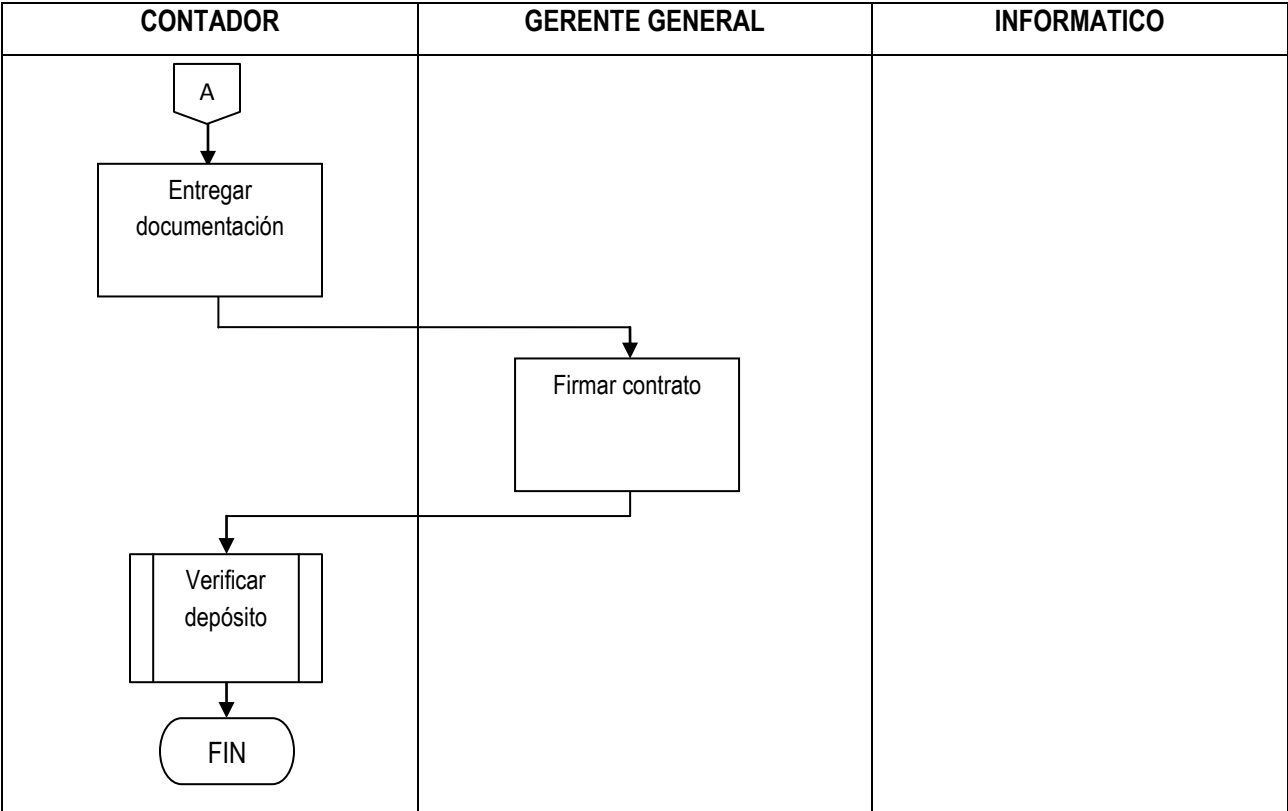 CONTADOR
GERENTE GENERAL
INFORMATICO
A
Entregar
documentación
Firmar contrato
Verificar
depósito
FIN